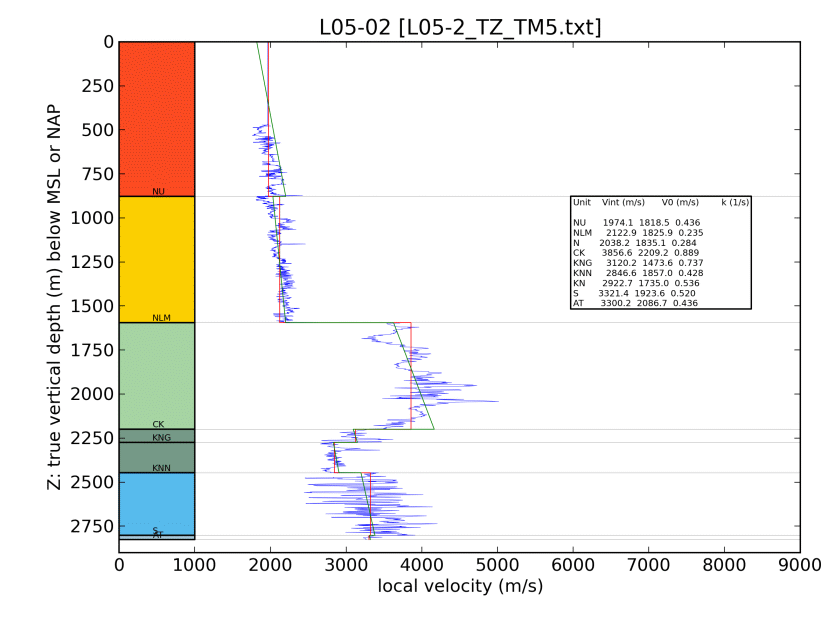 L05-02 [L05-2_TZ_TM5.txt]
Z: true vertical depth (m) below MSL or NAP
0
250
500
750
1000
1250
1500
1750
2000
2250
2500
2750
NU
NLM
CK
KNG
KNN
S
AT
Unit Vint (m/s) V0 (m/s) k (1/s)
NU 1974.1 1818.5 0.436
NLM 2122.9 1825.9 0.235
N 2038.2 1835.1 0.284
CK 3856.6 2209.2 0.889
KNG 3120.2 1473.6 0.737
KNN 2846.6 1857.0 0.428
KN 2922.7 1735.0 0.536
S 3321.4 1923.6 0.520
AT 3300.2 2086.7 0.436
0 1000 2000 3000 4000 5000 6000 7000 8000 9000
local velocity (m/s)